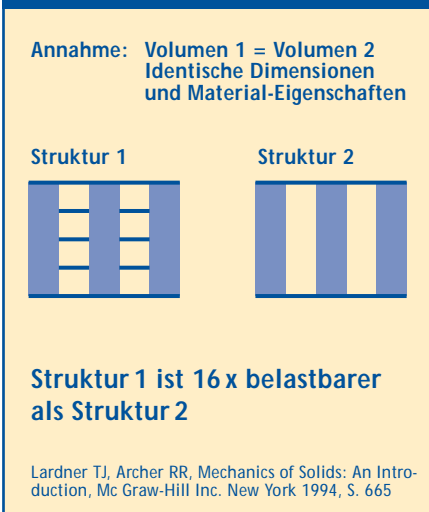 Annahme: Volumen 1 = Volumen 2
Identische Dimensionen
und Material-Eigenschaften
Struktur 1
Struktur 2
Struktur 1 ist 16 x belastbarer
als Struktur 2
Lardner TJ, Archer RR, Mechanics of Solids: An Intro-
duction, Mc Graw-Hill Inc. New York 1994, S. 665